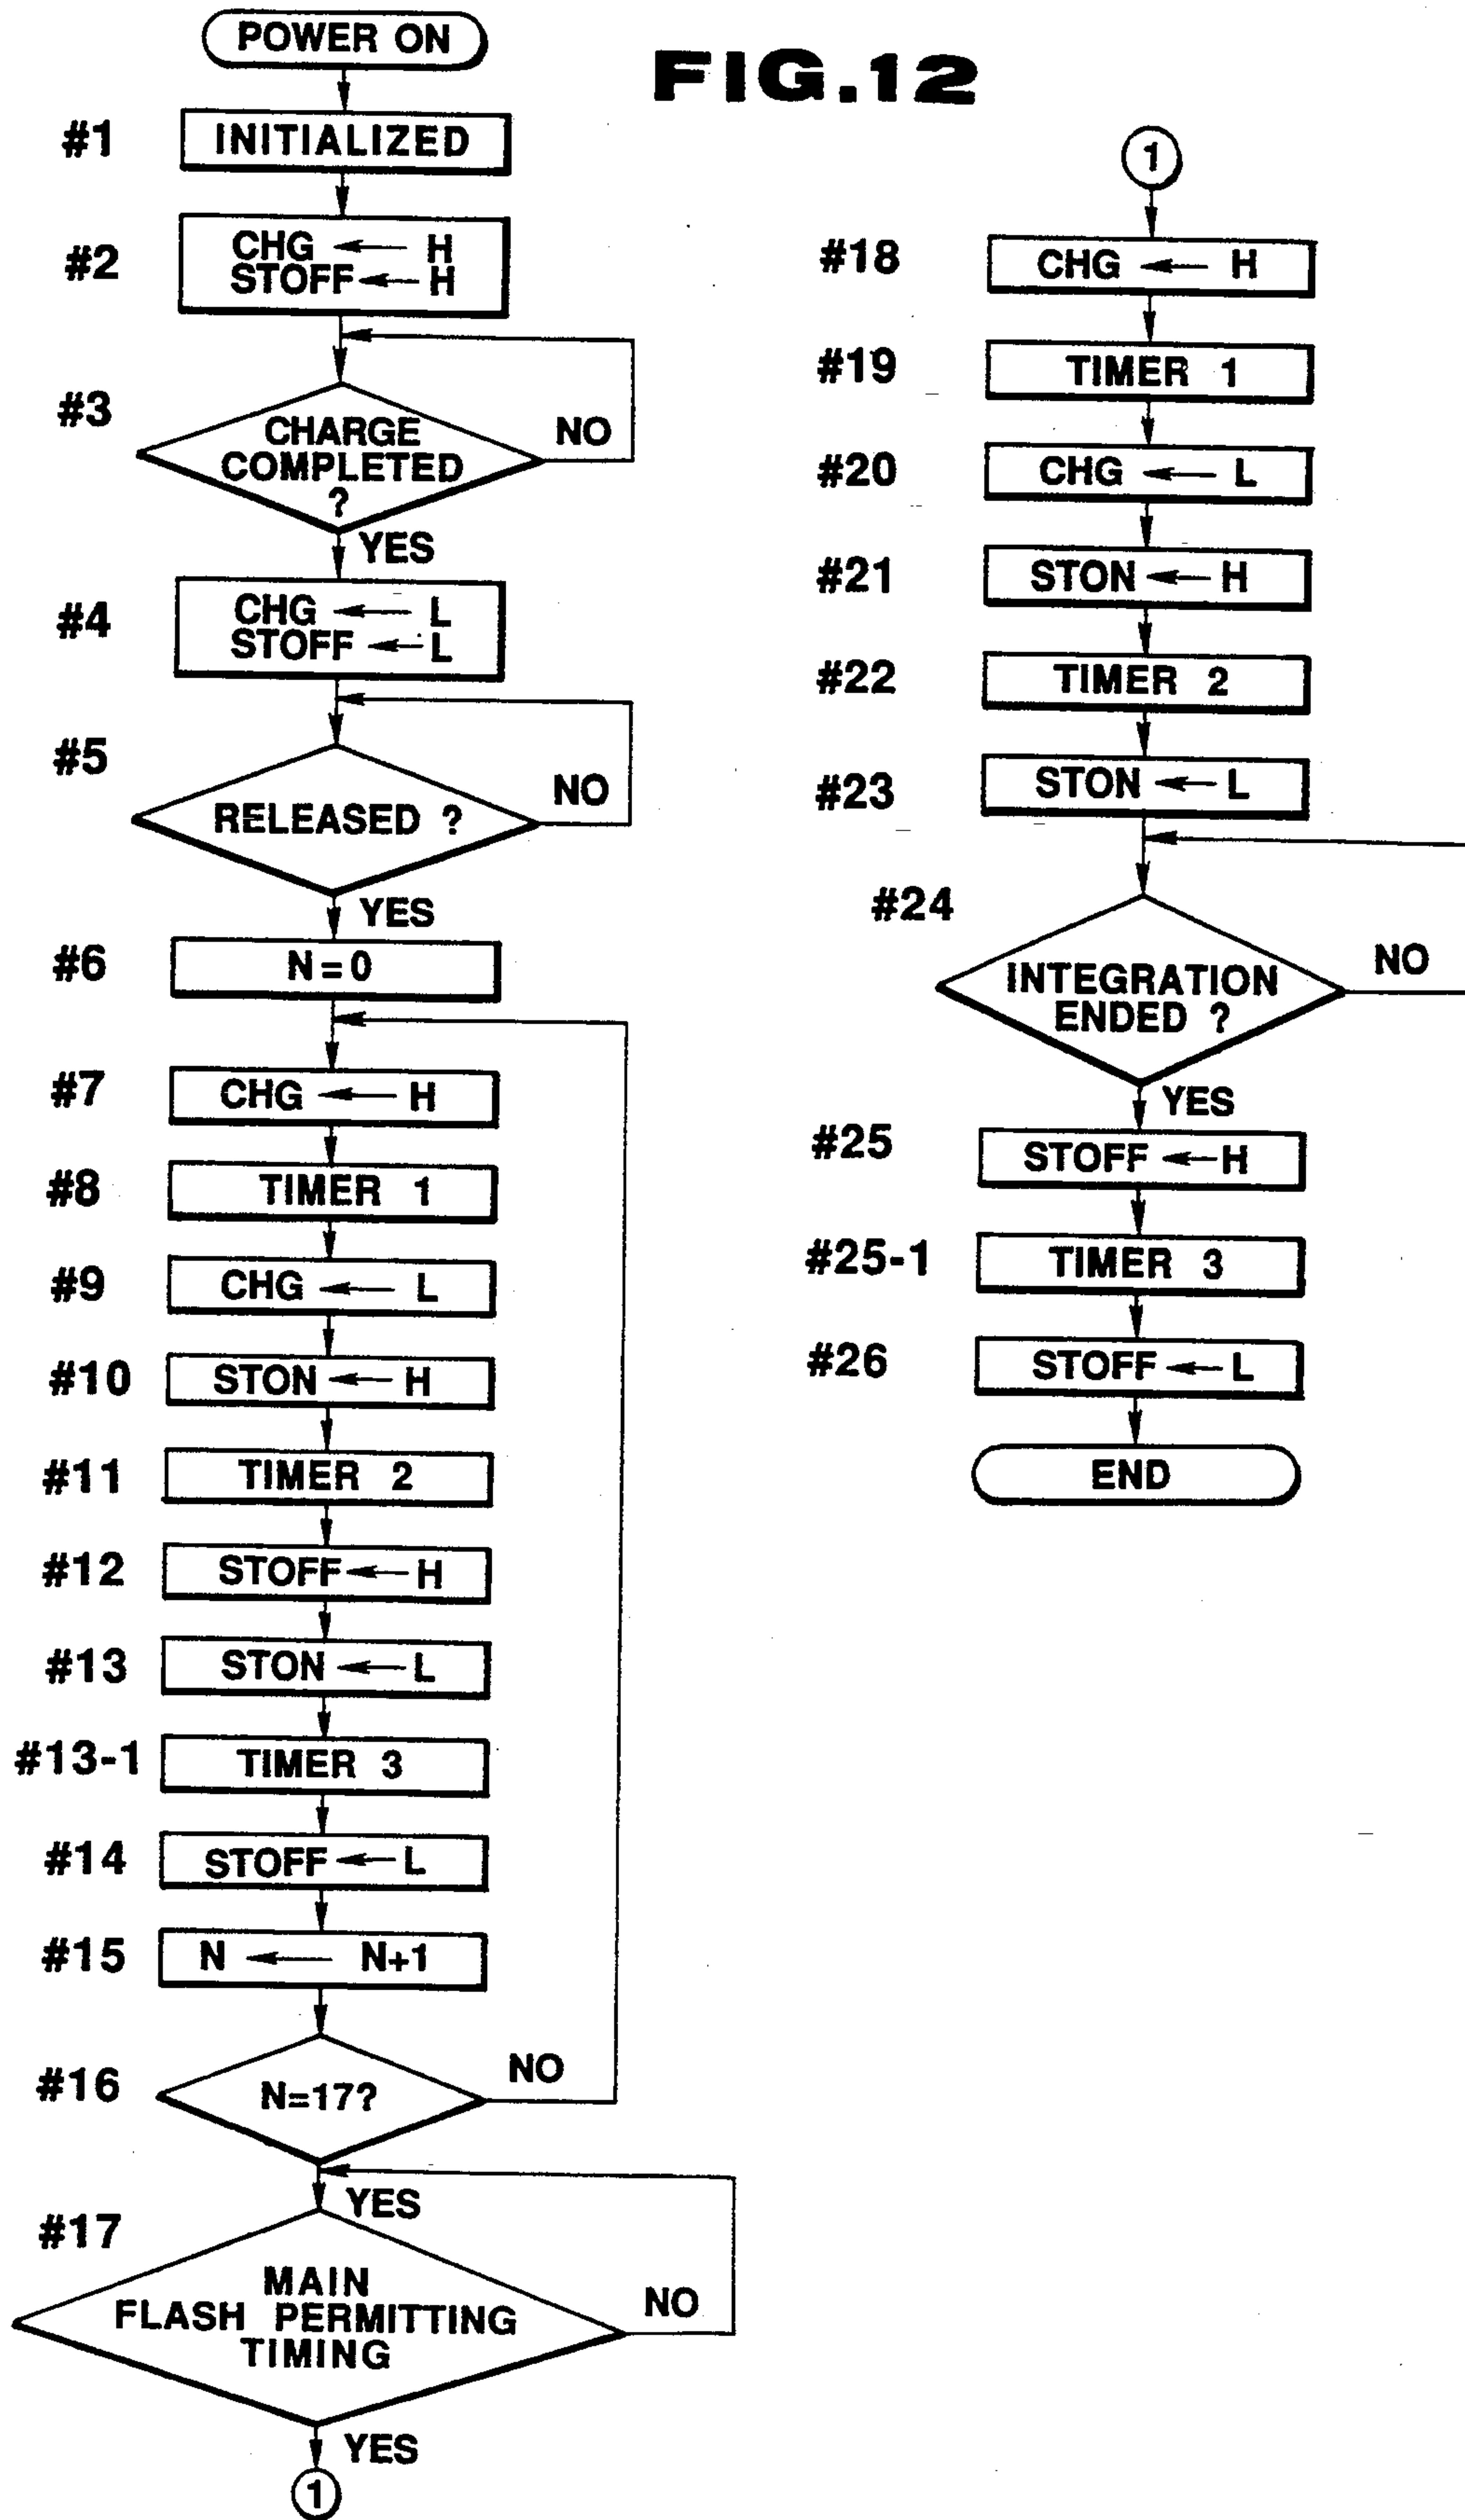 FIG.12
POWER ON
#1
INITIALIZED
#2
CHG ← H
STOFF ← H
#3
CHARGE
COMPLETED
?
NO
YES
#4
CHG ← L
STOFF ← L
#5
RELEASED ?
NO
YES
#6
N=0
#7
CHG ← H
#8
TIMER 1
#9
CHG ← L
#10
STON ← H
#11
TIMER 2
#12
STOFF ← H
#13
STON ← L
#13-1
TIMER 3
#14
STOFF ← L
#15
N ← N+1
#16
N=17?
NO
YES
#17
MAIN
FLASH PERMITTING
TIMING
NO
YES
1
1
#18
CHG ← H
#19
TIMER 1
#20
CHG ← L
#21
STON ← H
#22
TIMER 2
#23
STON ← L
#24
INTEGRATION
ENDED ?
NO
YES
#25
STOFF ← H
#25-1
TIMER 3
#26
STOFF ← L
END